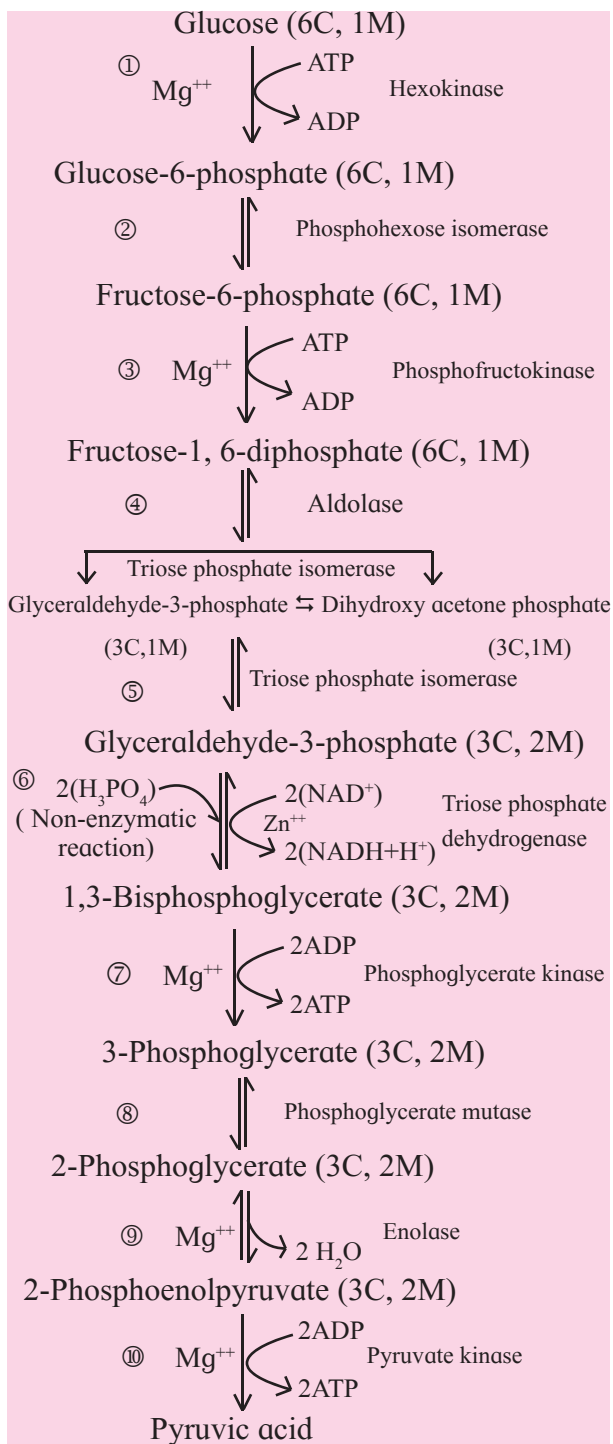 Glucose (6C, 1M)
① Mg⁺⁺ ATP Hexokinase
ADP
Glucose-6-phosphate (6C, 1M)
② Phosphohexose isomerase
Fructose-6-phosphate (6C, 1M)
③ Mg⁺⁺ ATP Phosphofructokinase
ADP
Fructose-1, 6-diphosphate (6C, 1M)
④ Aldolase
Triose phosphate isomerase
Glyceraldehyde-3-phosphate ⇆ Dihydroxy acetone phosphate
(3C,1M) (3C,1M)
⑤ Triose phosphate isomerase
Glyceraldehyde-3-phosphate (3C, 2M)
⑥ 2(H₃PO₄) 2(NAD⁺) Triose phosphate
( Non-enzymatic Zn⁺⁺ dehydrogenase
reaction) 2(NADH+H⁺)
1,3-Bisphosphoglycerate (3C, 2M)
⑦ Mg⁺⁺ 2ADP Phosphoglycerate kinase
2ATP
3-Phosphoglycerate (3C, 2M)
⑧ Phosphoglycerate mutase
2-Phosphoglycerate (3C, 2M)
⑨ Mg⁺⁺ Enolase
2 H₂O
2-Phosphoenolpyruvate (3C, 2M)
⑩ Mg⁺⁺ 2ADP Pyruvate kinase
2ATP
Pyruvic acid